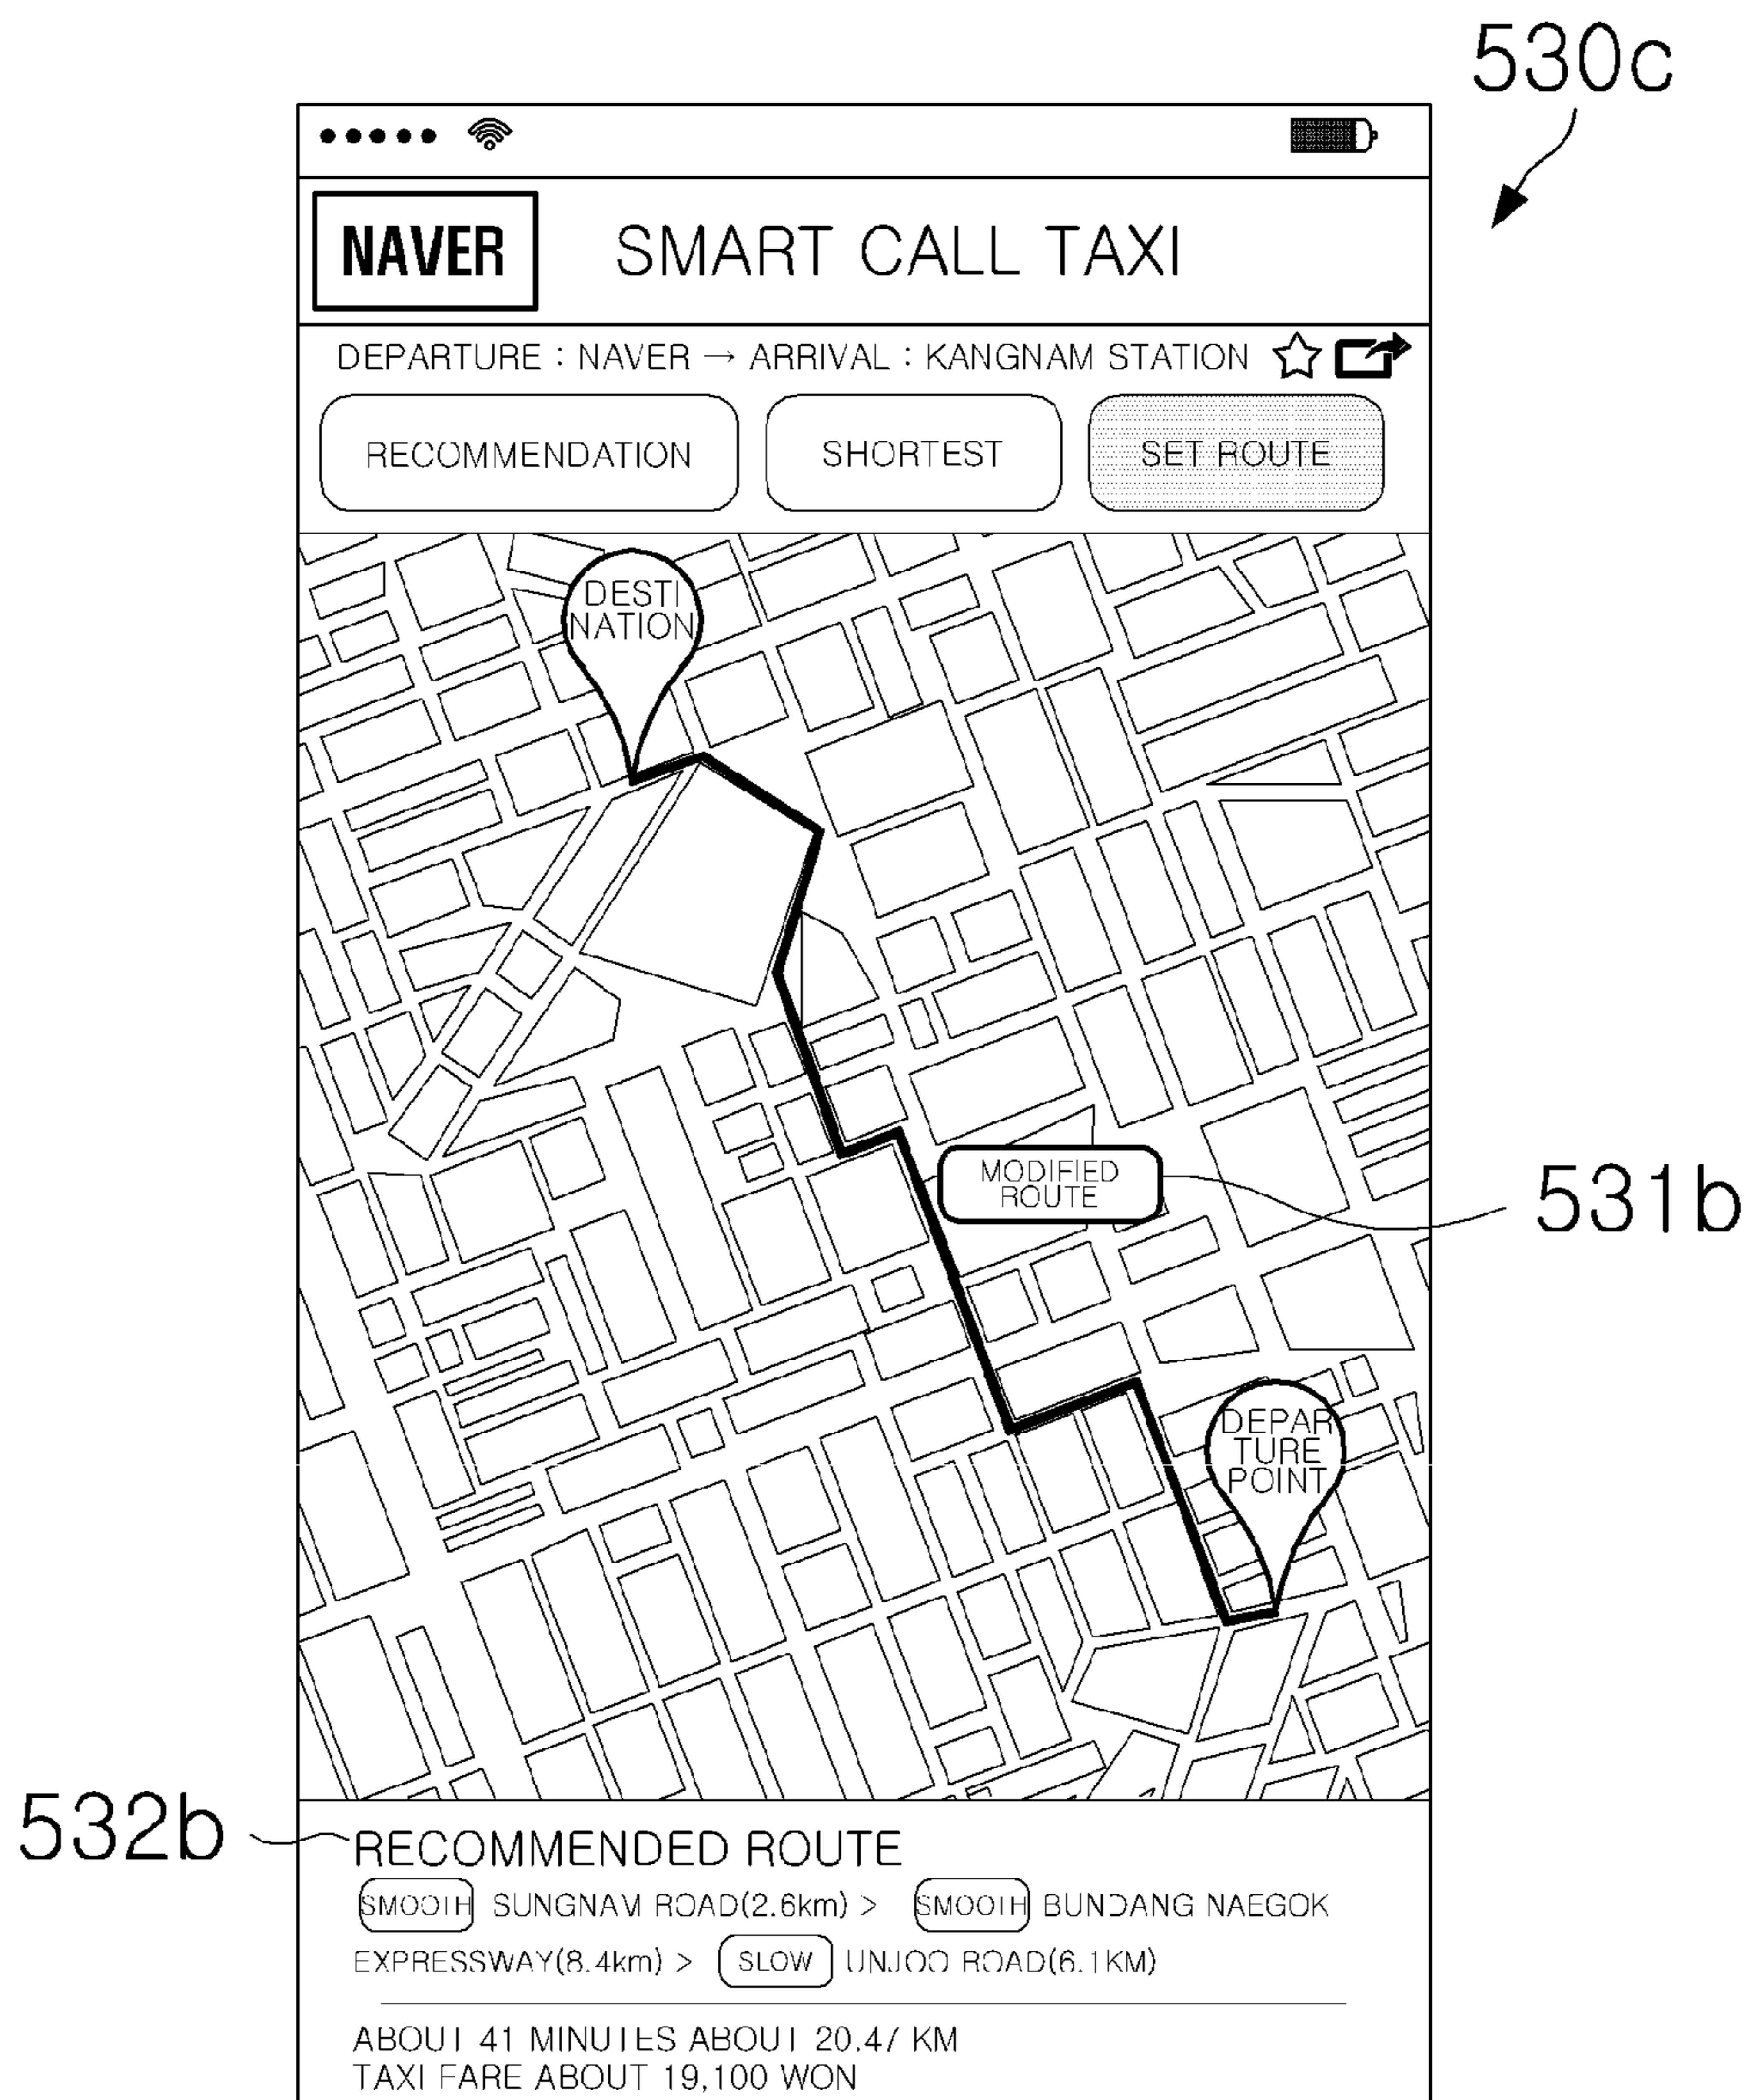 530c
NAVER SMART CALL TAXI
DEPARTURE : NAVER → ARRIVAL : KANGNAM STATION
RECOMMENDATION SHORTEST SET ROUTE
DESTI
NATION
MODIFIED
ROUTE
531b
DEPAR
TURE
POINT
532b
RECOMMENDED ROUTE
SMOOTH SUNGNAM ROAD(2.6km) > SMOOTH BUNDANG NAEGOK
EXPRESSWAY(8.4km) > SLOW UNJOO ROAD(6.1KM)
ABOUT 41 MINUTES ABOUT 20.47 KM
TAXI FARE ABOUT 19,100 WON